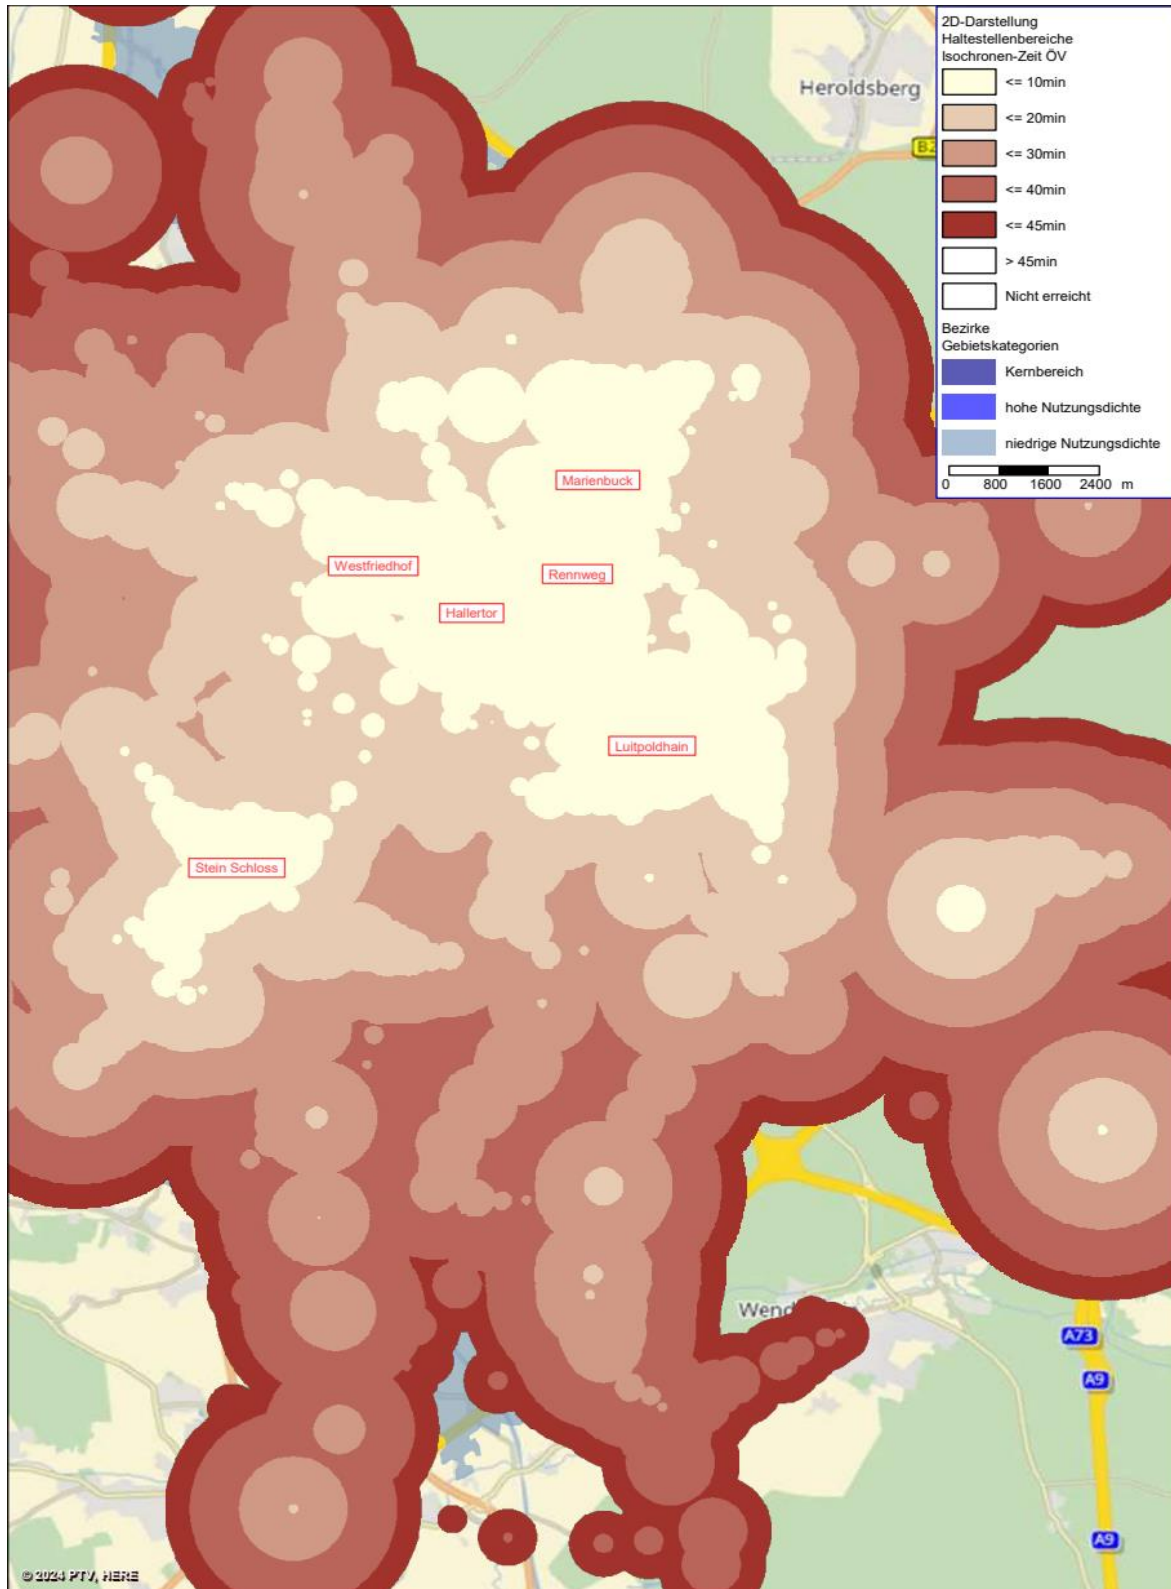 2D-Darstellung
Haltestellenbereiche
Isochronen-Zeit ÖV
<= 10min
<= 20min
<= 30min
<= 40min
<= 45min
> 45min
Nicht erreicht
Bezirke
Gebietskategorien
Kernbereich
hohe Nutzungsdichte
niedrige Nutzungsdichte
0 800 1600 2400 m
Heroldsberg
Marienbuck
Westfriedhof
Rennweg
Hallertor
Luitpoldhain
Stein Schloss
A73
A9
A9
© 2024 PTV, HERE